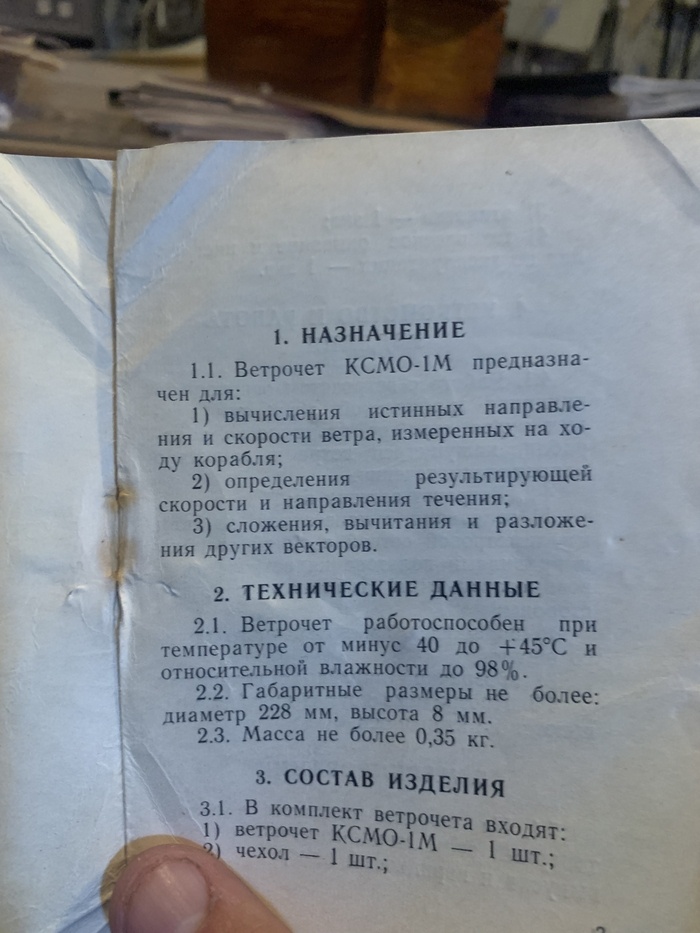 1. НАЗНАЧЕНИЕ
1.1. Ветрочет КСМО-1М предназна-
чен для:
1) вычисления истинных направле-
ния и скорости ветра, измеренных на хо-
ду корабля;
2) определения результирующей
скорости и направления течения;
3) сложения, вычитания и разложе-
ния других векторов.
2. ТЕХНИЧЕСКИЕ ДАННЫЕ
2.1. Ветрочет работоспособен при
температуре от минус 40 до +45°С и
относительной влажности до 98%.
2.2. Габаритные размеры не более:
диаметр 228 мм, высота 8 мм.
2.3. Масса не более 0,35 кг.
3. СОСТАВ ИЗДЕЛИЯ
3.1. В комплект ветрочета входят:
1) ветрочет КСМО-1М — 1 шт.;
2) чехол — 1 шт.;